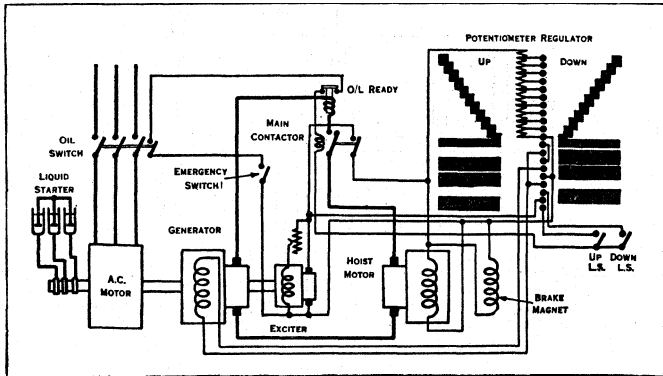 POTENTIOMETER REGULATOR
UP
DOWN
O/L READY
MAIN
CONTACTOR
OIL
SWITCH
EMERGENCY
SWITCH!
LIQUID
STARTER
GENERATOR
A.C.
MOTOR
HOIST
MOTOR
EXCITER
BRAKE
MAGNET
UP
L.S.
DOWN
L.S.